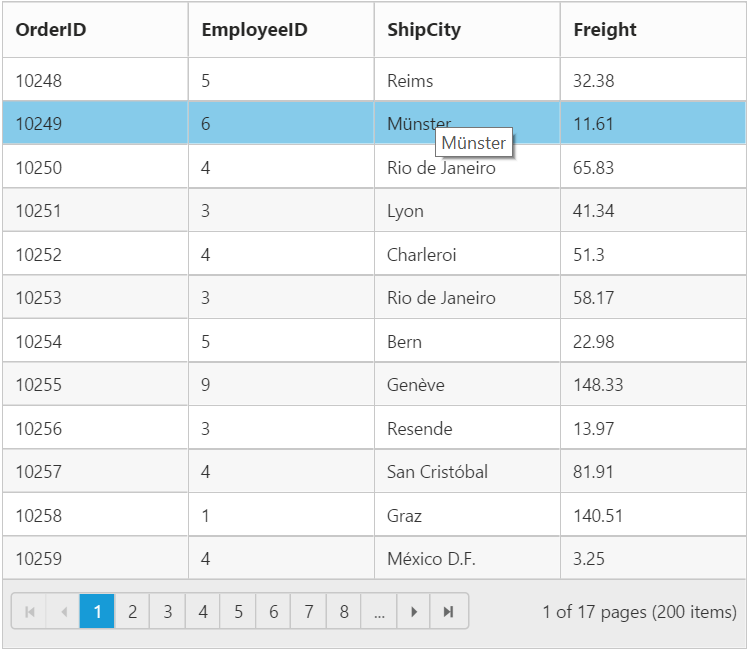 OrderID EmployeeID ShipCity Freight
10248 5 Reims 32.38
10249 6 Münster 11.61
Münster
10250 4 Rio de Janeiro 65.83
10251 3 Lyon 41.34
10252 4 Charleroi 51.3
10253 3 Rio de Janeiro 58.17
10254 5 Bern 22.98
10255 9 Genève 148.33
10256 3 Resende 13.97
10257 4 San Cristóbal 81.91
10258 1 Graz 140.51
10259 4 México D.F. 3.25
1 2 3 4 5 6 7 8 ... 1 of 17 pages (200 items)